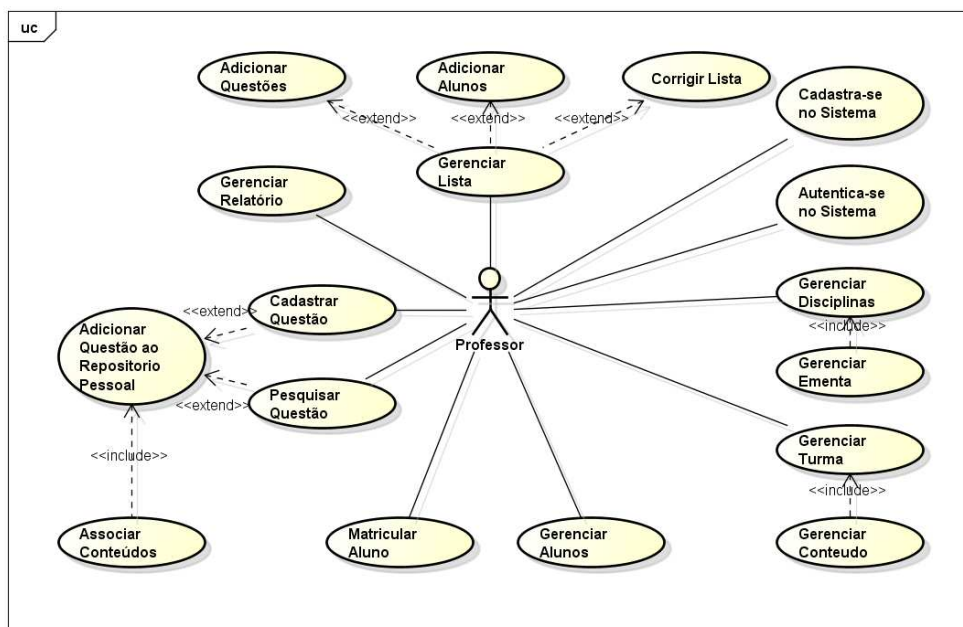 uc
Adicionar
Questões
Adicionar
Alunos
Corrigir Lista
Cadastra-se
no Sistema
<<extend>>
<<extend>>
<<extend>>
Gerenciar
Lista
Gerenciar
Relatório
Autentica-se
no Sistema
Cadastrar
Questão
Gerenciar
Disciplinas
<<extend>>
Adicionar
Questão ao
Repositorio
Pessoal
Professor
<<include>>
Gerenciar
Ementa
Pesquisar
Questão
<<extend>>
Gerenciar
Turma
<<include>>
<<include>>
Associar
Conteúdos
Matricular
Aluno
Gerenciar
Alunos
Gerenciar
Conteudo